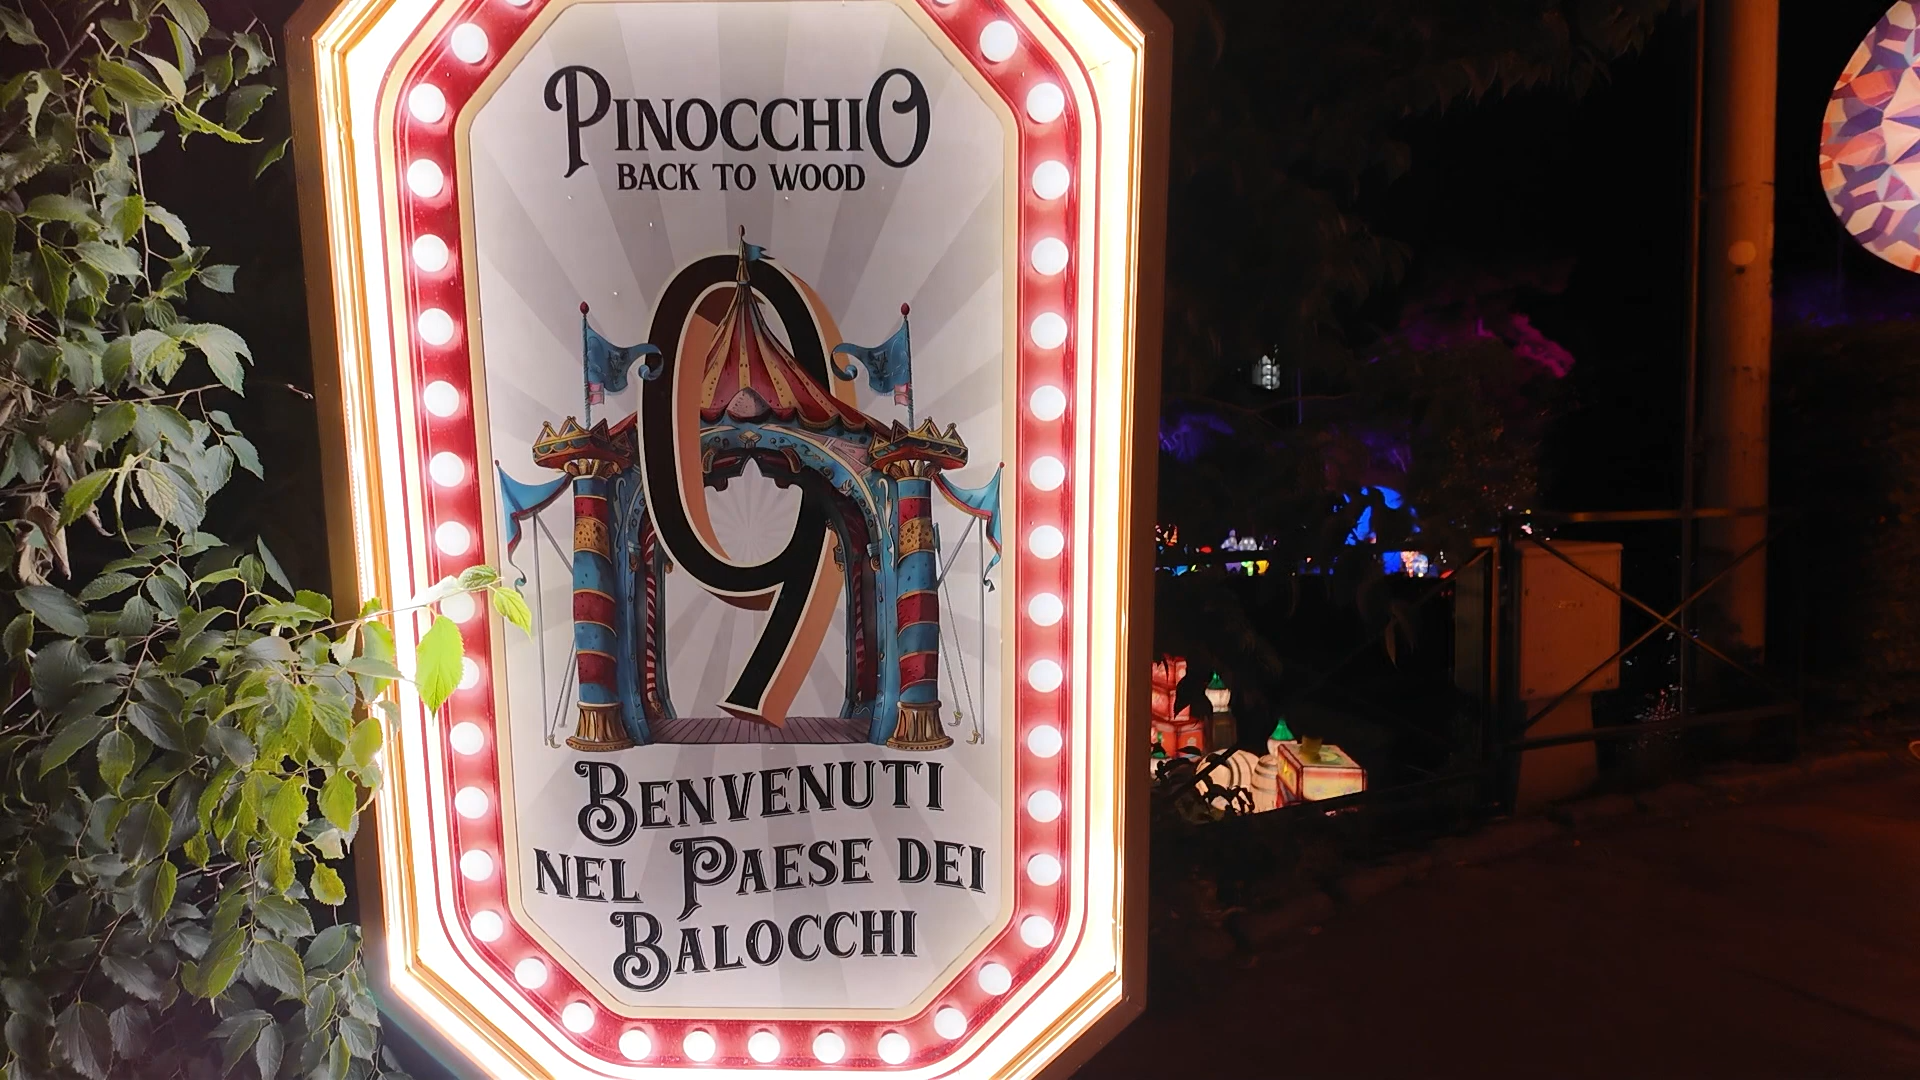 PINOCCHIO
BACK TO WOOD
9
BENVENUTI
NEL PAESE DEI
BALOCCHI